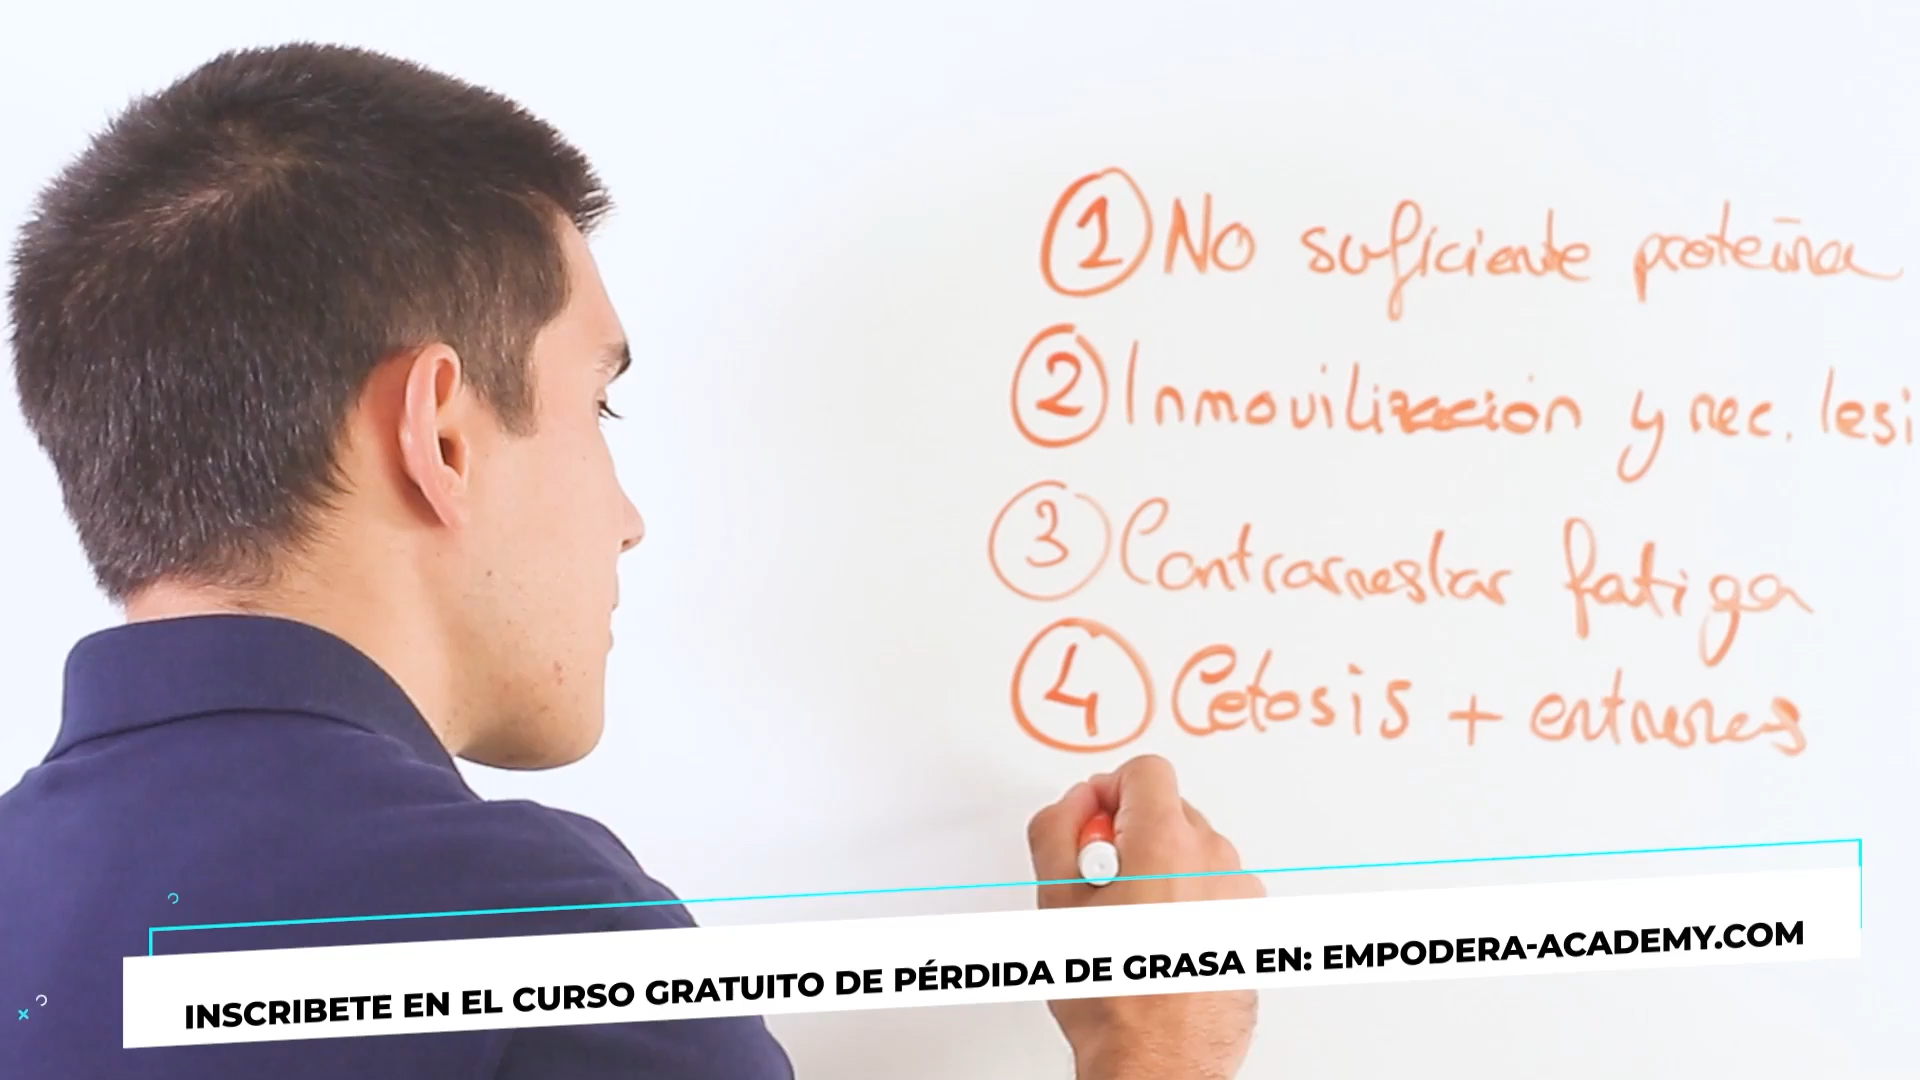 1 No suficiente proteína
2 Inmovilización y rec. lesi
3 Contrarrestar fatiga
4 Cetosis + entrenes
INSCRIBETE EN EL CURSO GRATUITO DE PÉRDIDA DE GRASA EN: EMPODERA-ACADEMY.COM